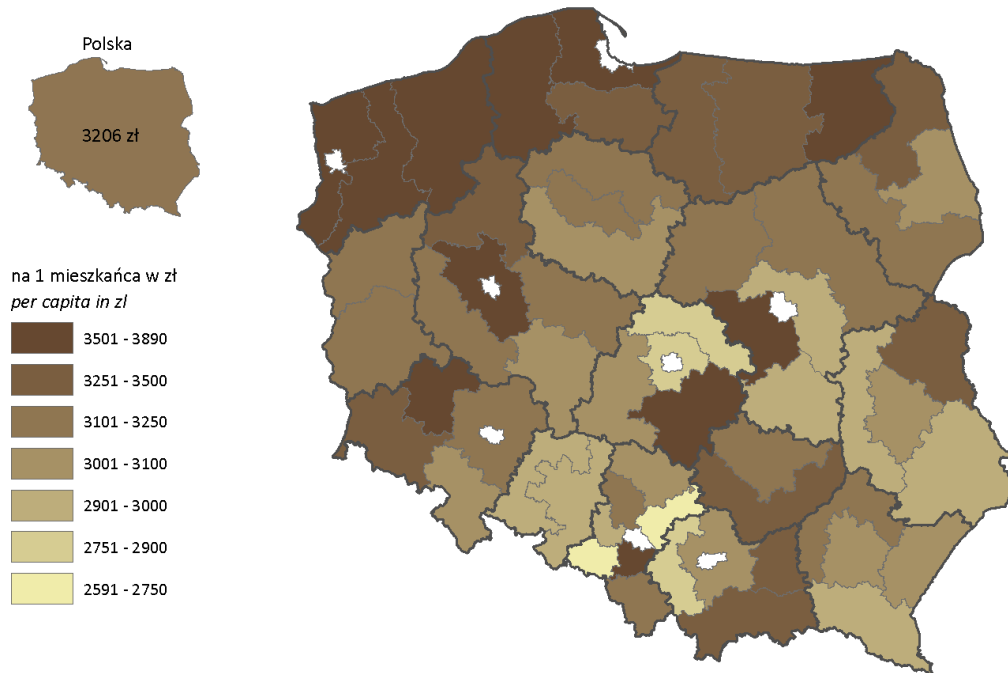 Polska
3206 zł
na 1 mieszkańca w zł
per capita in zl
3501 - 3890
3251 - 3500
3101 - 3250
3001 - 3100
2901 - 3000
2751 - 2900
2591 - 2750